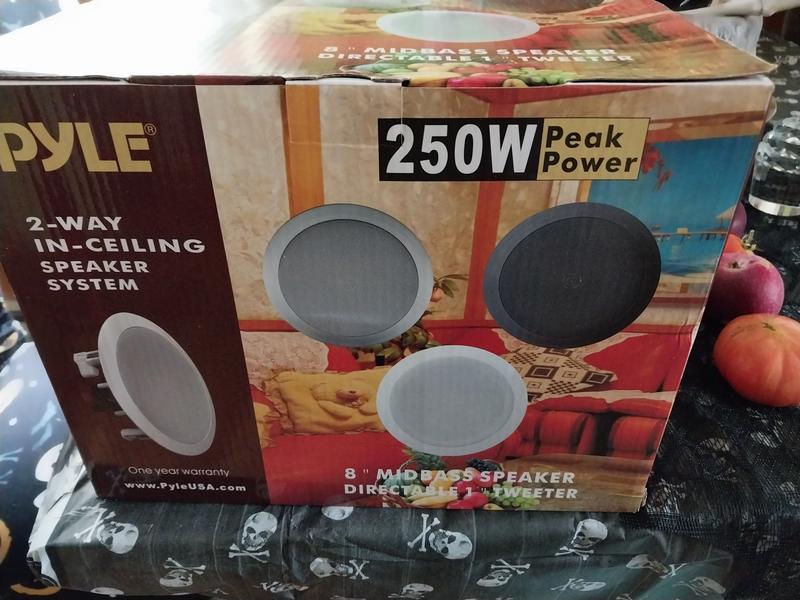 8" MIDBASS SPEAKER
DIRECTABLE 1" TWEETER
PYLE®
250W Peak Power
2-WAY
IN-CEILING
SPEAKER
SYSTEM
One year warranty
www.PyleUSA.com
8" MIDBASS SPEAKER
DIRECTABLE 1" TWEETER